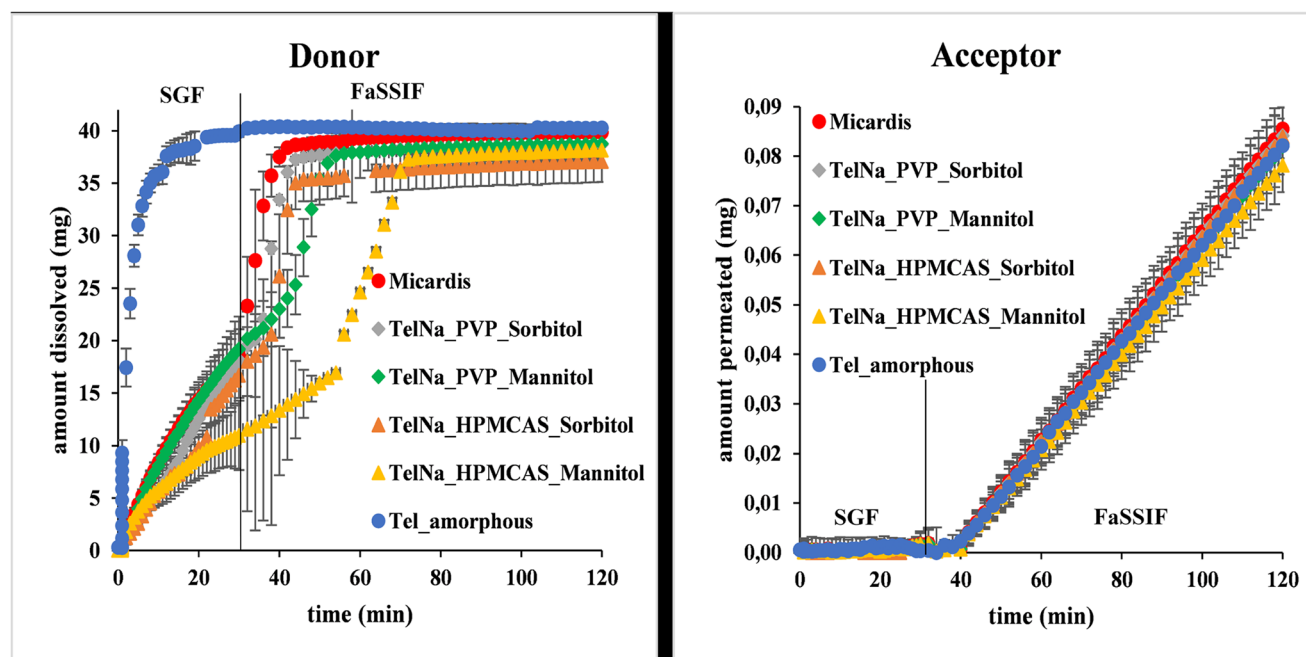 Donor
SGF
FaSSIF
amount dissolved (mg)
40
35
30
25
20
15
10
5
0
0
20
40
60
80
100
120
time (min)
Micardis
TelNa_PVP_Sorbitol
TelNa_PVP_Mannitol
TelNa_HPMCAS_Sorbitol
TelNa_HPMCAS_Mannitol
Tel_amorphous
Acceptor
amount permeated (mg)
0,09
0,08
0,07
0,06
0,05
0,04
0,03
0,02
0,01
0,00
0
20
40
60
80
100
120
time (min)
Micardis
TelNa_PVP_Sorbitol
TelNa_PVP_Mannitol
TelNa_HPMCAS_Sorbitol
TelNa_HPMCAS_Mannitol
Tel_amorphous
SGF
FaSSIF